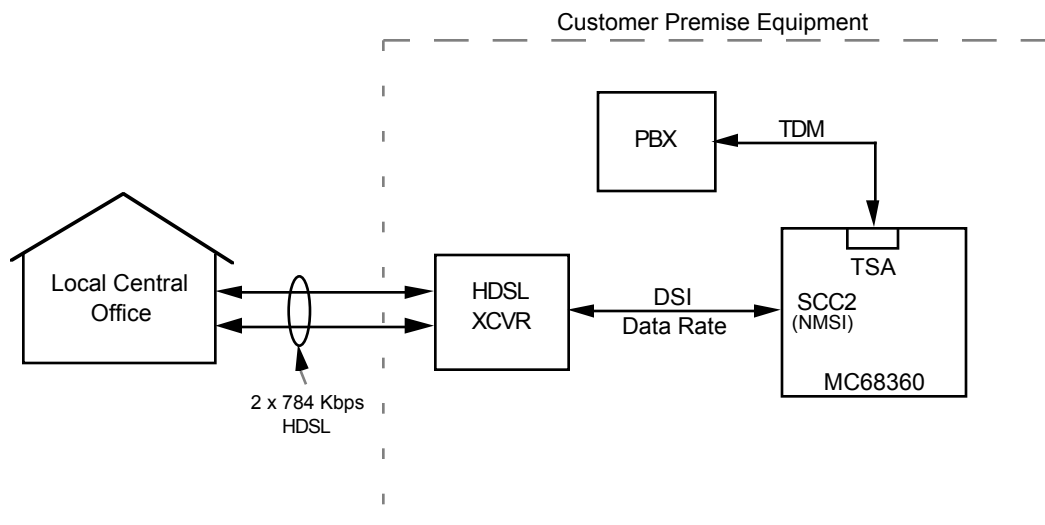 Customer Premise Equipment
PBX
TDM
TSA
Local Central
Office
HDSL
XCVR
DSI
Data Rate
SCC2
(NMSI)
MC68360
2 x 784 Kbps
HDSL